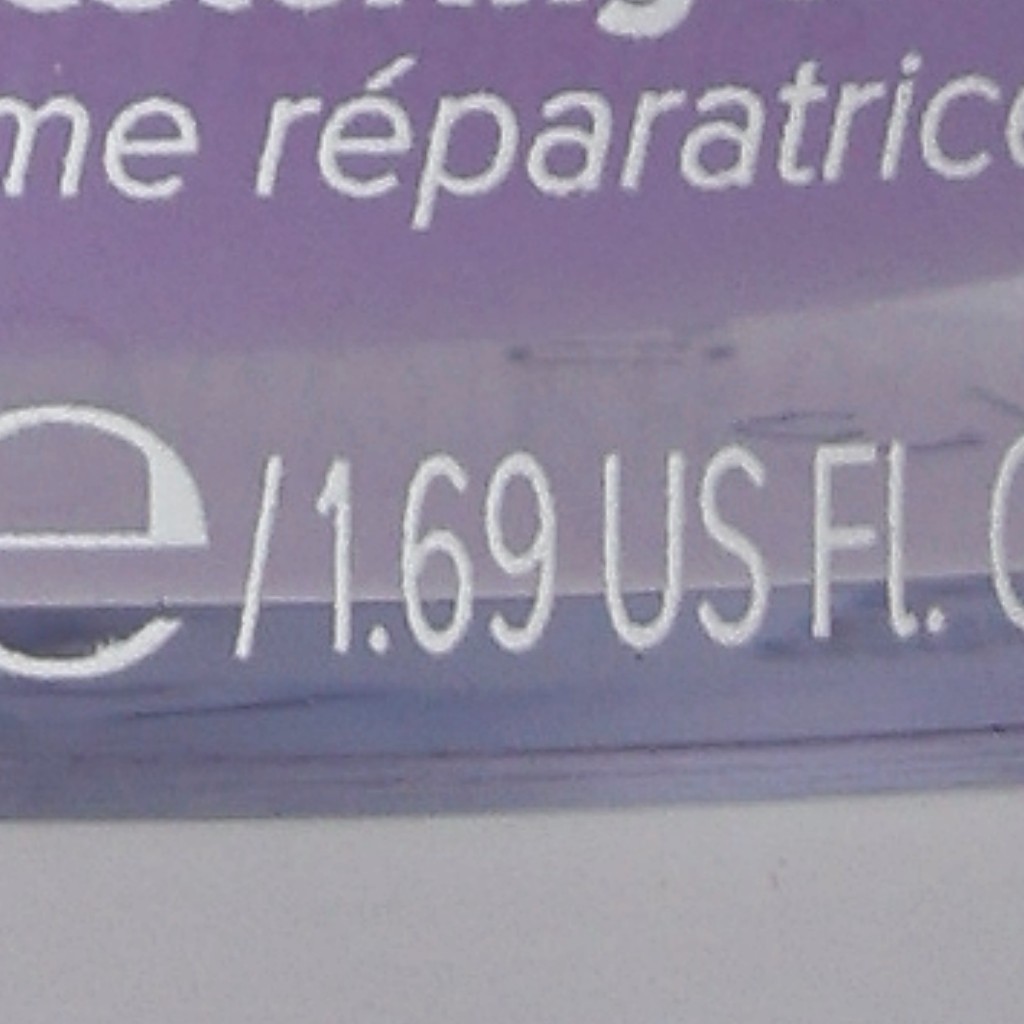 me réparatrice
e/1.69 US Fl.